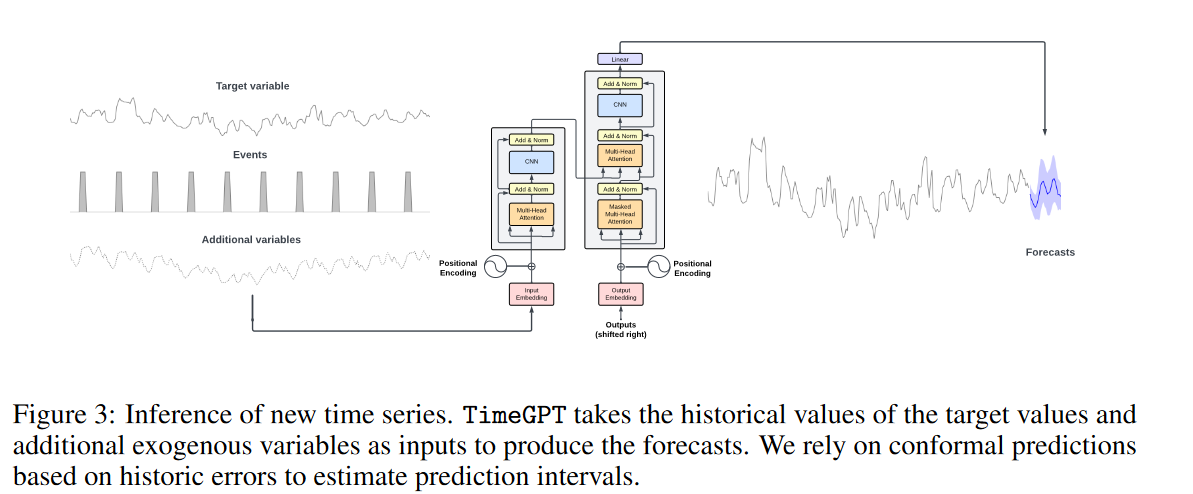 Target variable
Events
Additional variables
Add & Norm
CNN
Add & Norm
Multi-Head
Attention
Positional
Encoding
Input
Embedding
Linear
Add & Norm
CNN
Add & Norm
Multi-Head
Attention
Add & Norm
Masked
Multi-Head
Attention
Positional
Encoding
Output
Embedding
Outputs
(shifted right)
Forecasts
Figure 3: Inference of new time series. TimeGPT takes the historical values of the target values and
additional exogenous variables as inputs to produce the forecasts. We rely on conformal predictions
based on historic errors to estimate prediction intervals.